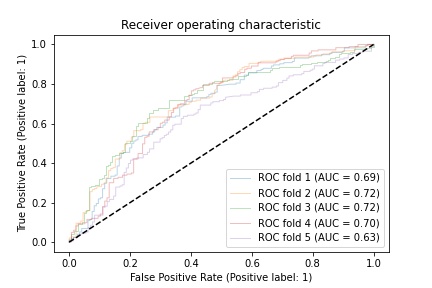 Receiver operating characteristic
True Positive Rate (Positive label: 1)
1.0
0.8
0.6
0.4
0.2
0.0
ROC fold 1 (AUC = 0.69)
ROC fold 2 (AUC = 0.72)
ROC fold 3 (AUC = 0.72)
ROC fold 4 (AUC = 0.70)
ROC fold 5 (AUC = 0.63)
0.0 0.2 0.4 0.6 0.8 1.0
False Positive Rate (Positive label: 1)